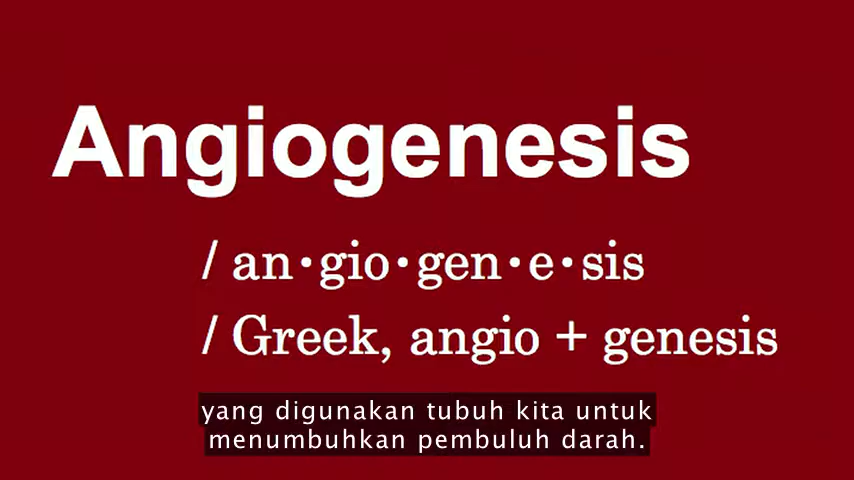 Angiogenesis
/ an•gio•gen•e•sis
/ Greek, angio + genesis
yang digunakan tubuh kita untuk
menumbuhkan pembuluh darah.